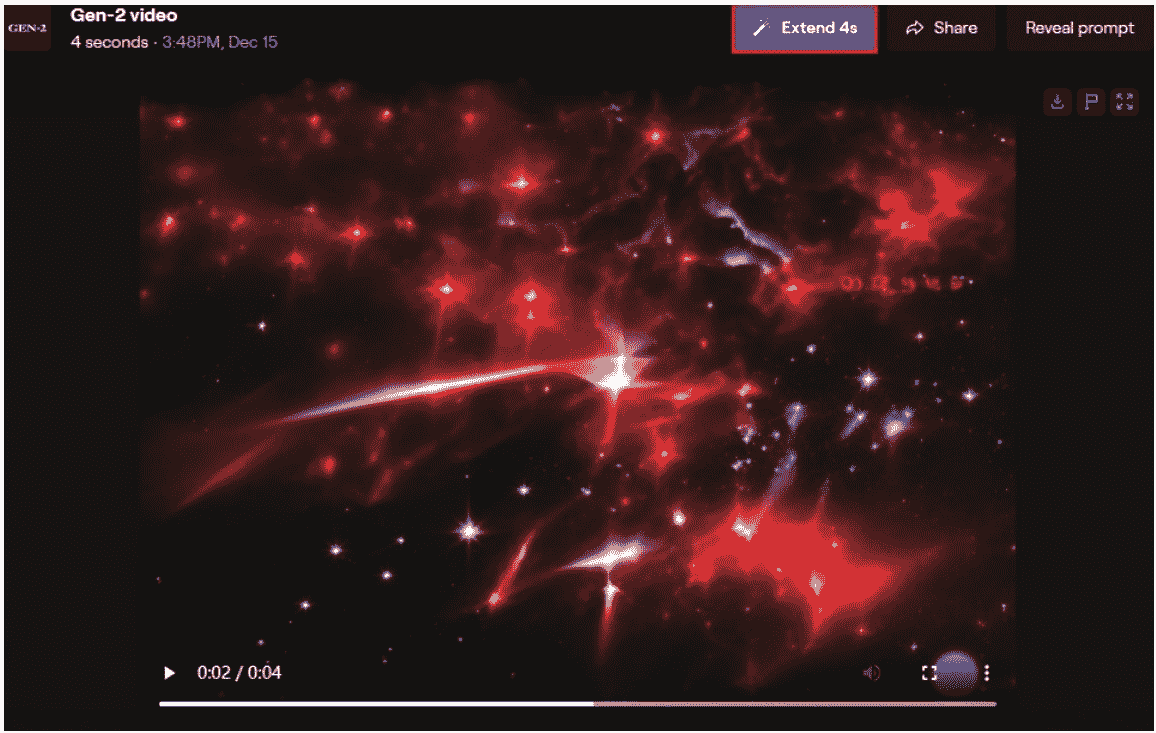 GEN-2
Gen-2 video
4 seconds · 3:48PM, Dec 15
Extend 4s
Share
Reveal prompt
0:02 / 0:04